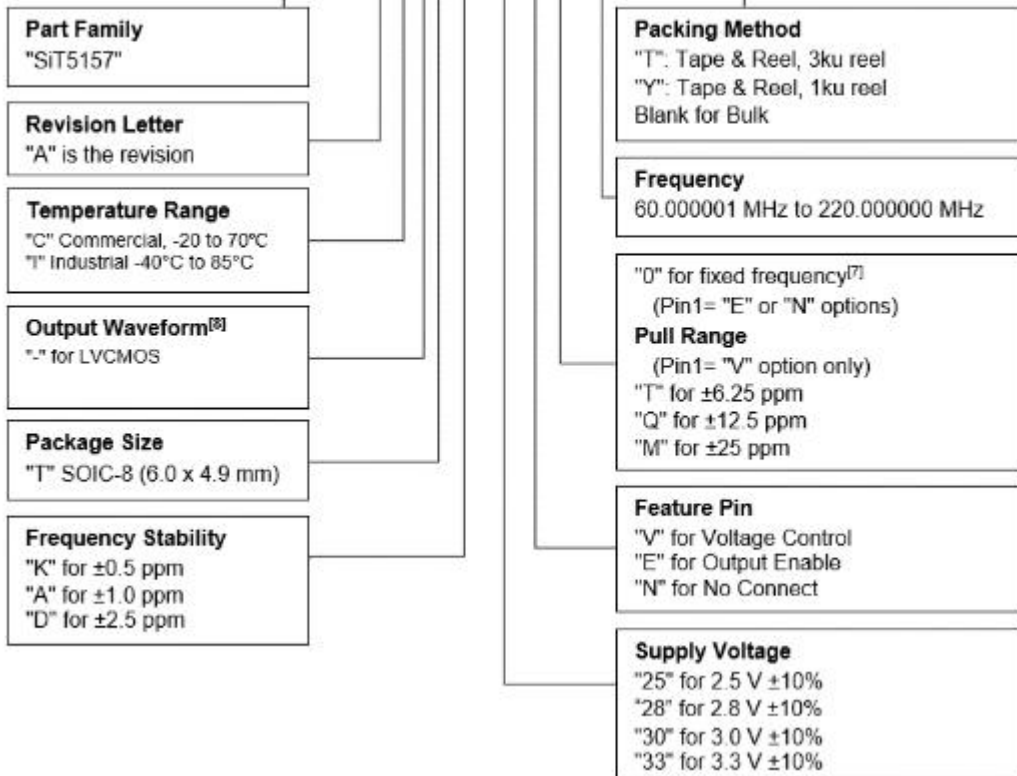 Part Family
"SiT5157"
Revision Letter
"A" is the revision
Temperature Range
"C" Commercial, -20 to 70ºC
"I" Industrial -40°C to 85°C
Output Waveform[8]
"-" for LVCMOS
Package Size
"T" SOIC-8 (6.0 x 4.9 mm)
Frequency Stability
"K" for ±0.5 ppm
"A" for ±1.0 ppm
"D" for ±2.5 ppm
Packing Method
"T": Tape & Reel, 3ku reel
"Y": Tape & Reel, 1ku reel
Blank for Bulk
Frequency
60.000001 MHz to 220.000000 MHz
"0" for fixed frequency[7]
(Pin1= "E" or "N" options)
Pull Range
(Pin1= "V" option only)
"T" for ±6.25 ppm
"Q" for ±12.5 ppm
"M" for ±25 ppm
Feature Pin
"V" for Voltage Control
"E" for Output Enable
"N" for No Connect
Supply Voltage
"25" for 2.5 V ±10%
"28" for 2.8 V ±10%
"30" for 3.0 V ±10%
"33" for 3.3 V ±10%